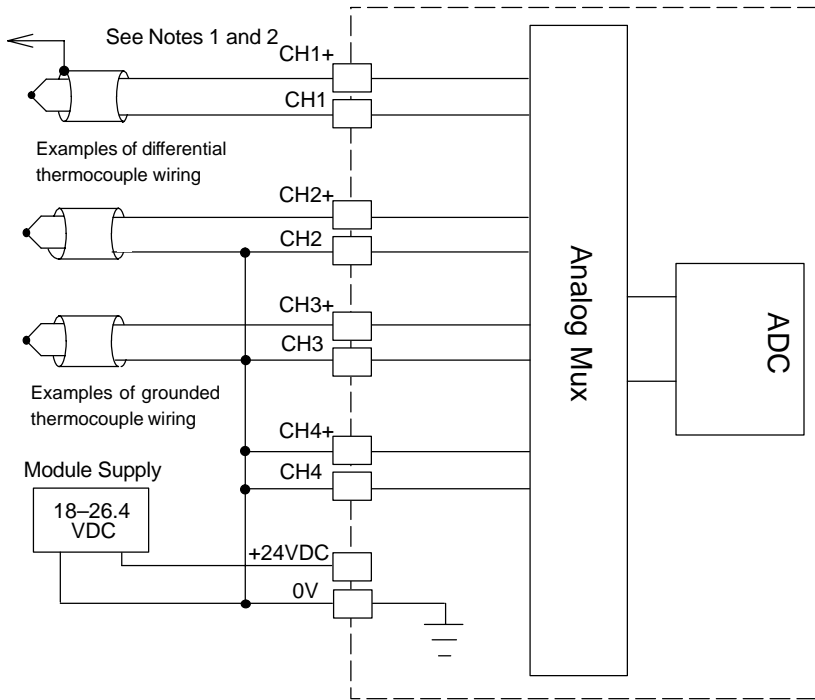 See Notes 1 and 2
CH1+
CH1
Examples of differential
thermocouple wiring
CH2+
CH2
CH3+
CH3
Examples of grounded
thermocouple wiring
CH4+
CH4
Module Supply
18–26.4
VDC
+24VDC
0V
Analog Mux
ADC